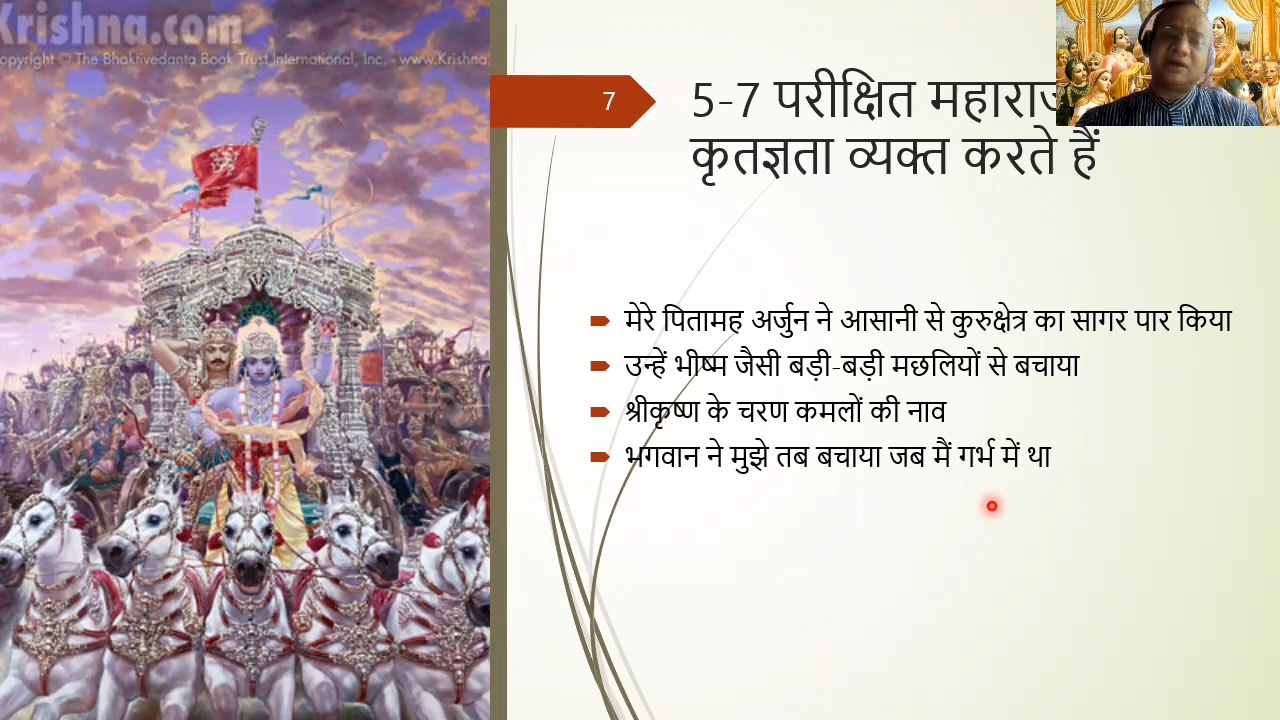 Krishna.com
opyright © The Bhaktivedanta Book Trust International, Inc. - www.Krishna
7
5-7 परीक्षित महाराज
कृतज्ञता व्यक्त करते हैं
मेरे पितामह अर्जुन ने आसानी से कुरुक्षेत्र का सागर पार किया
उन्हें भीष्म जैसी बड़ी-बड़ी मछलियों से बचाया
श्रीकृष्ण के चरण कमलों की नाव
भगवान ने मुझे तब बचाया जब मैं गर्भ में था